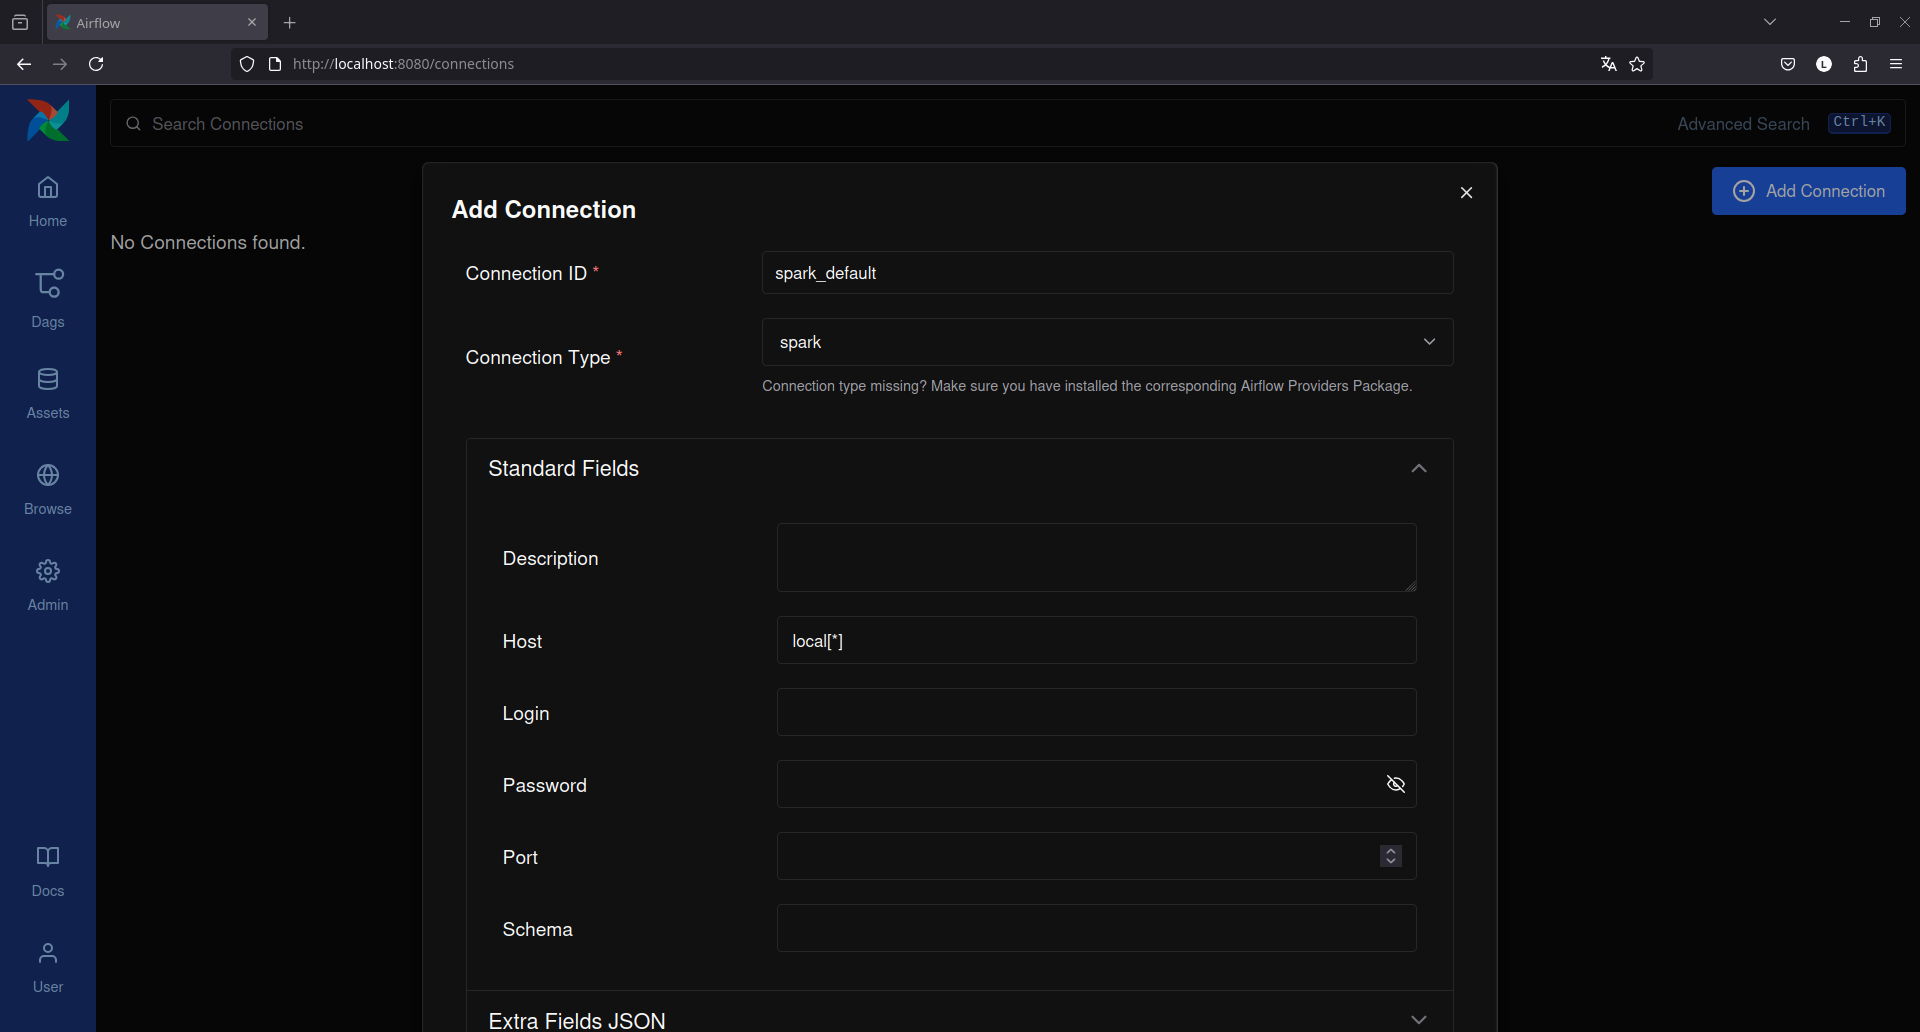 Airflow
http://localhost:8080/connections
L
Search Connections
Advanced Search Ctrl+K
Add Connection
No Connections found.
Home
Dags
Assets
Browse
Admin
Docs
User
Add Connection
Connection ID *
spark_default
Connection Type *
spark
Connection type missing? Make sure you have installed the corresponding Airflow Providers Package.
Standard Fields
Description
Host
local[*]
Login
Password
Port
Schema
Extra Fields JSON